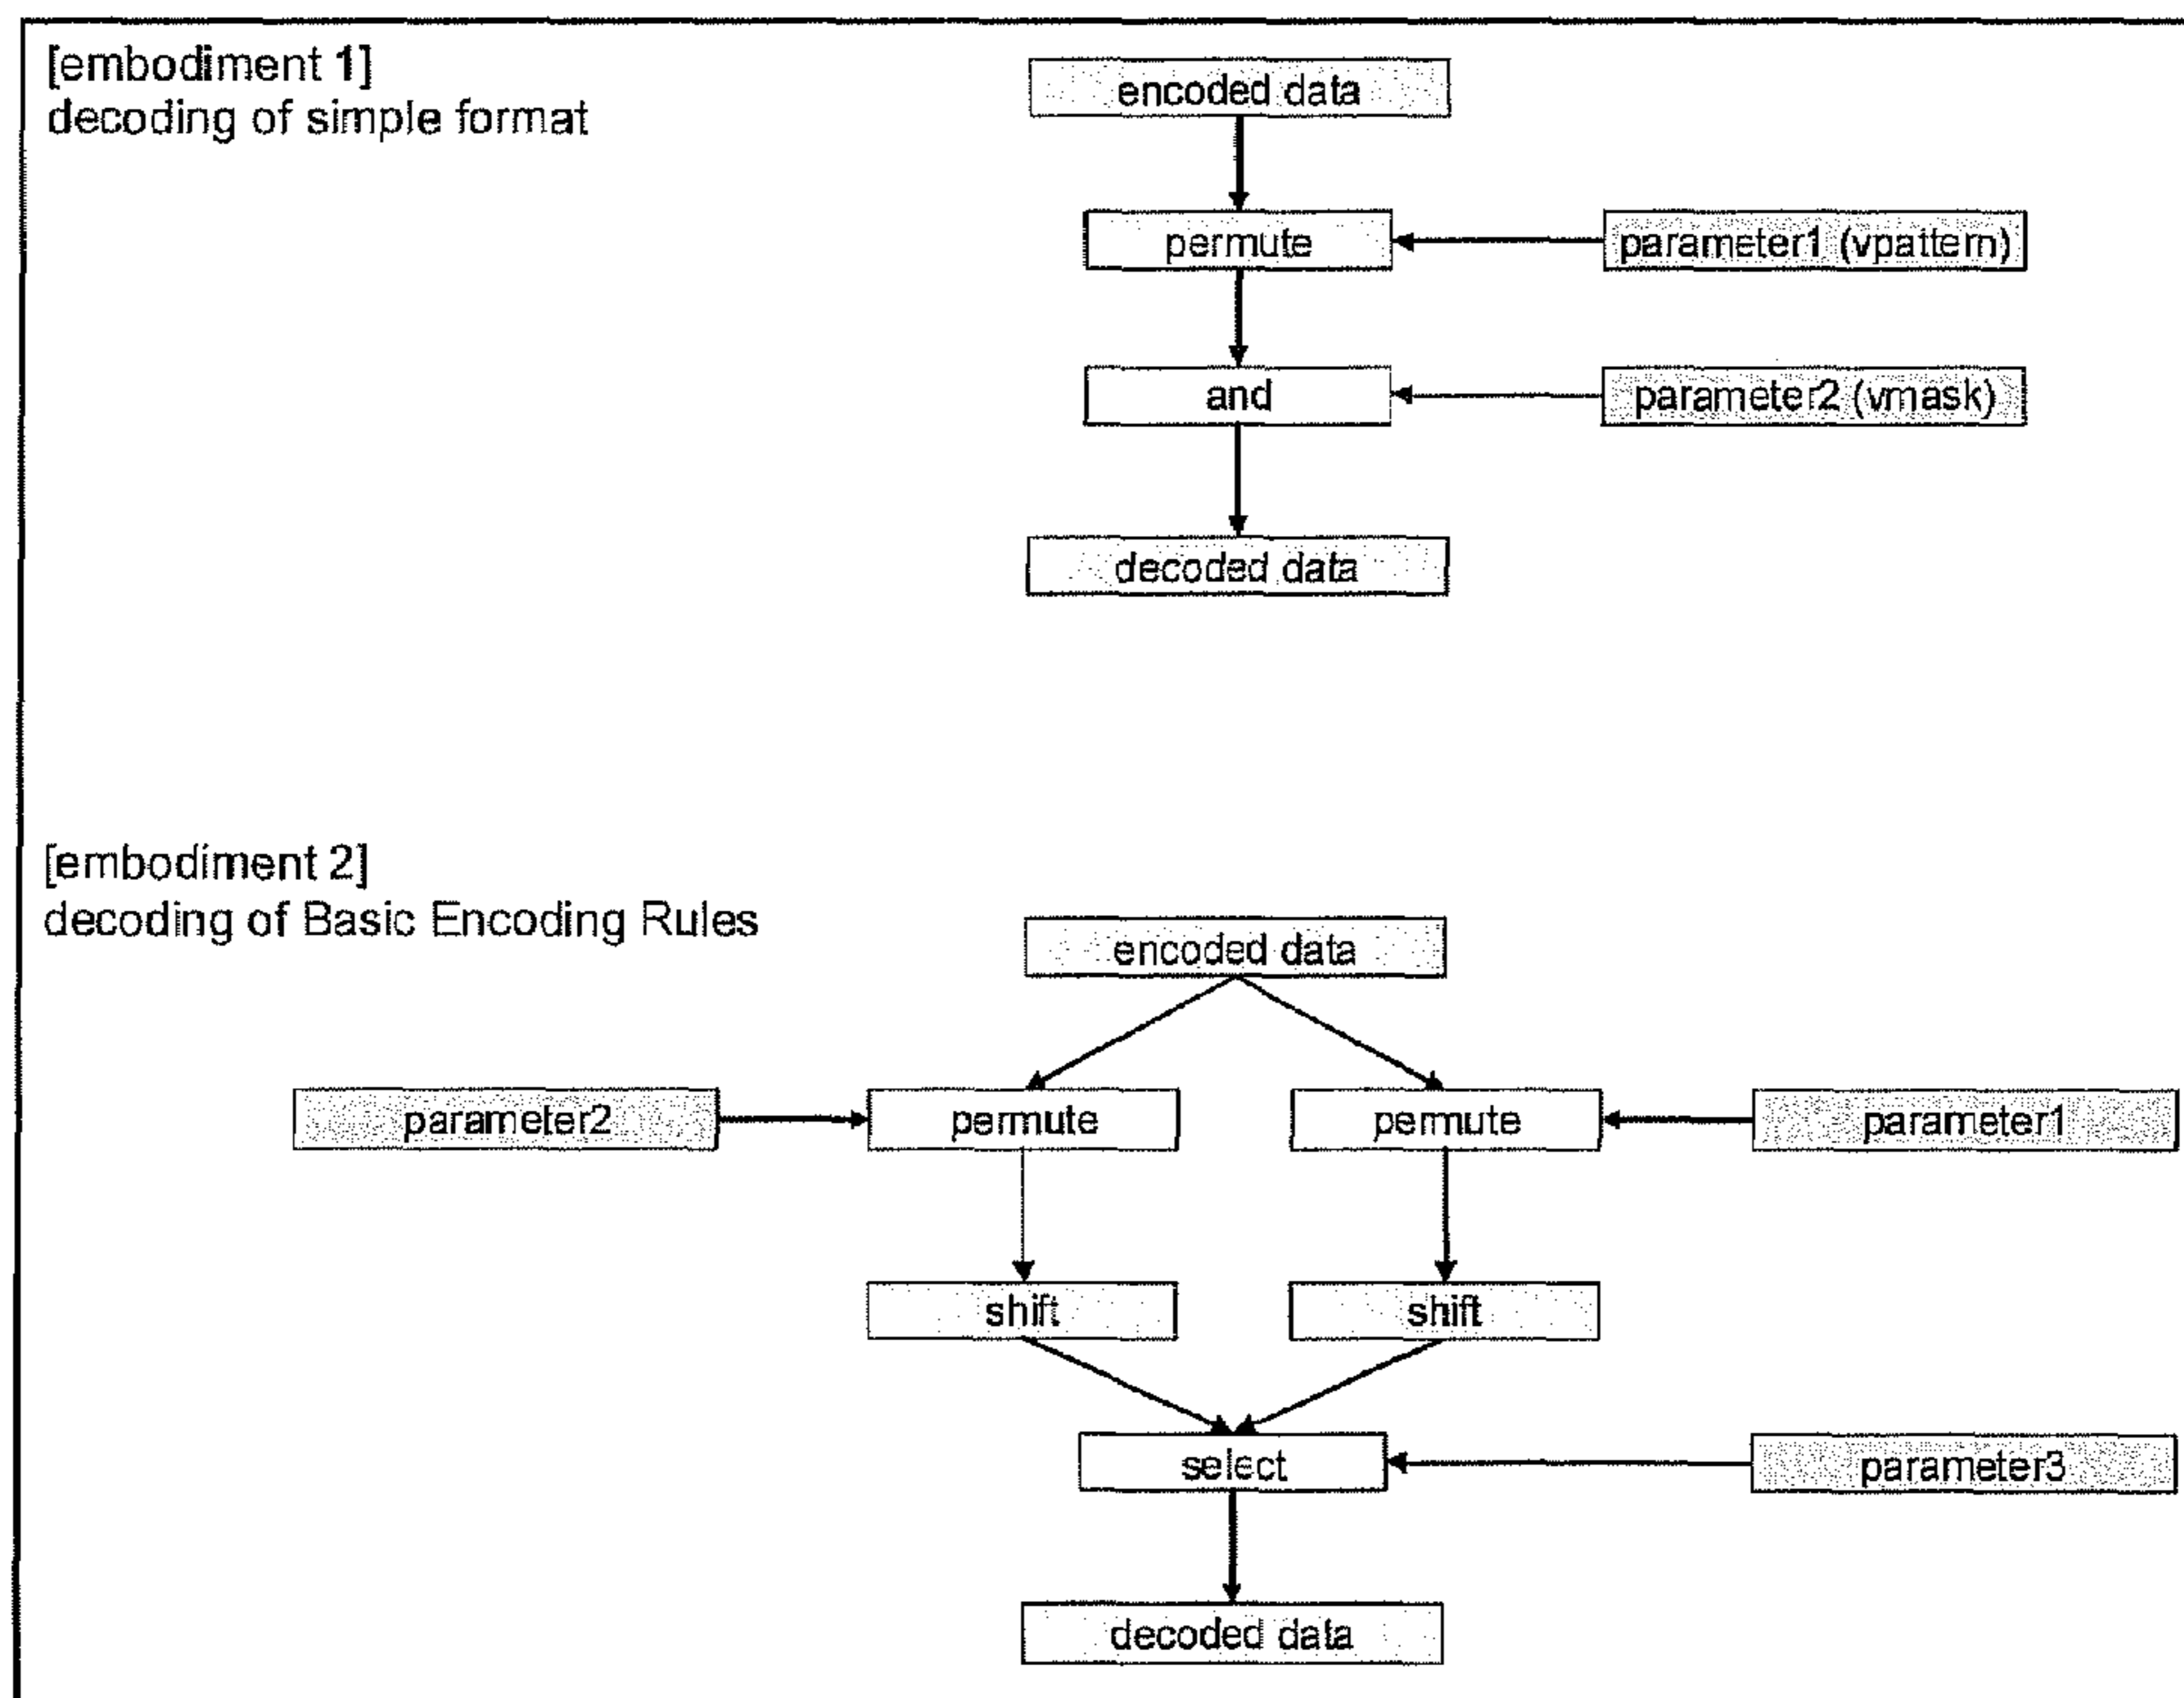 [embodiment 1]
decoding of simple format
encoded data
permute
parameter1 (vpattern)
and
parameter2 (vmask)
decoded data
[embodiment 2]
decoding of Basic Encoding Rules
encoded data
parameter2
permute
permute
parameter1
shift
shift
select
parameter3
decoded data